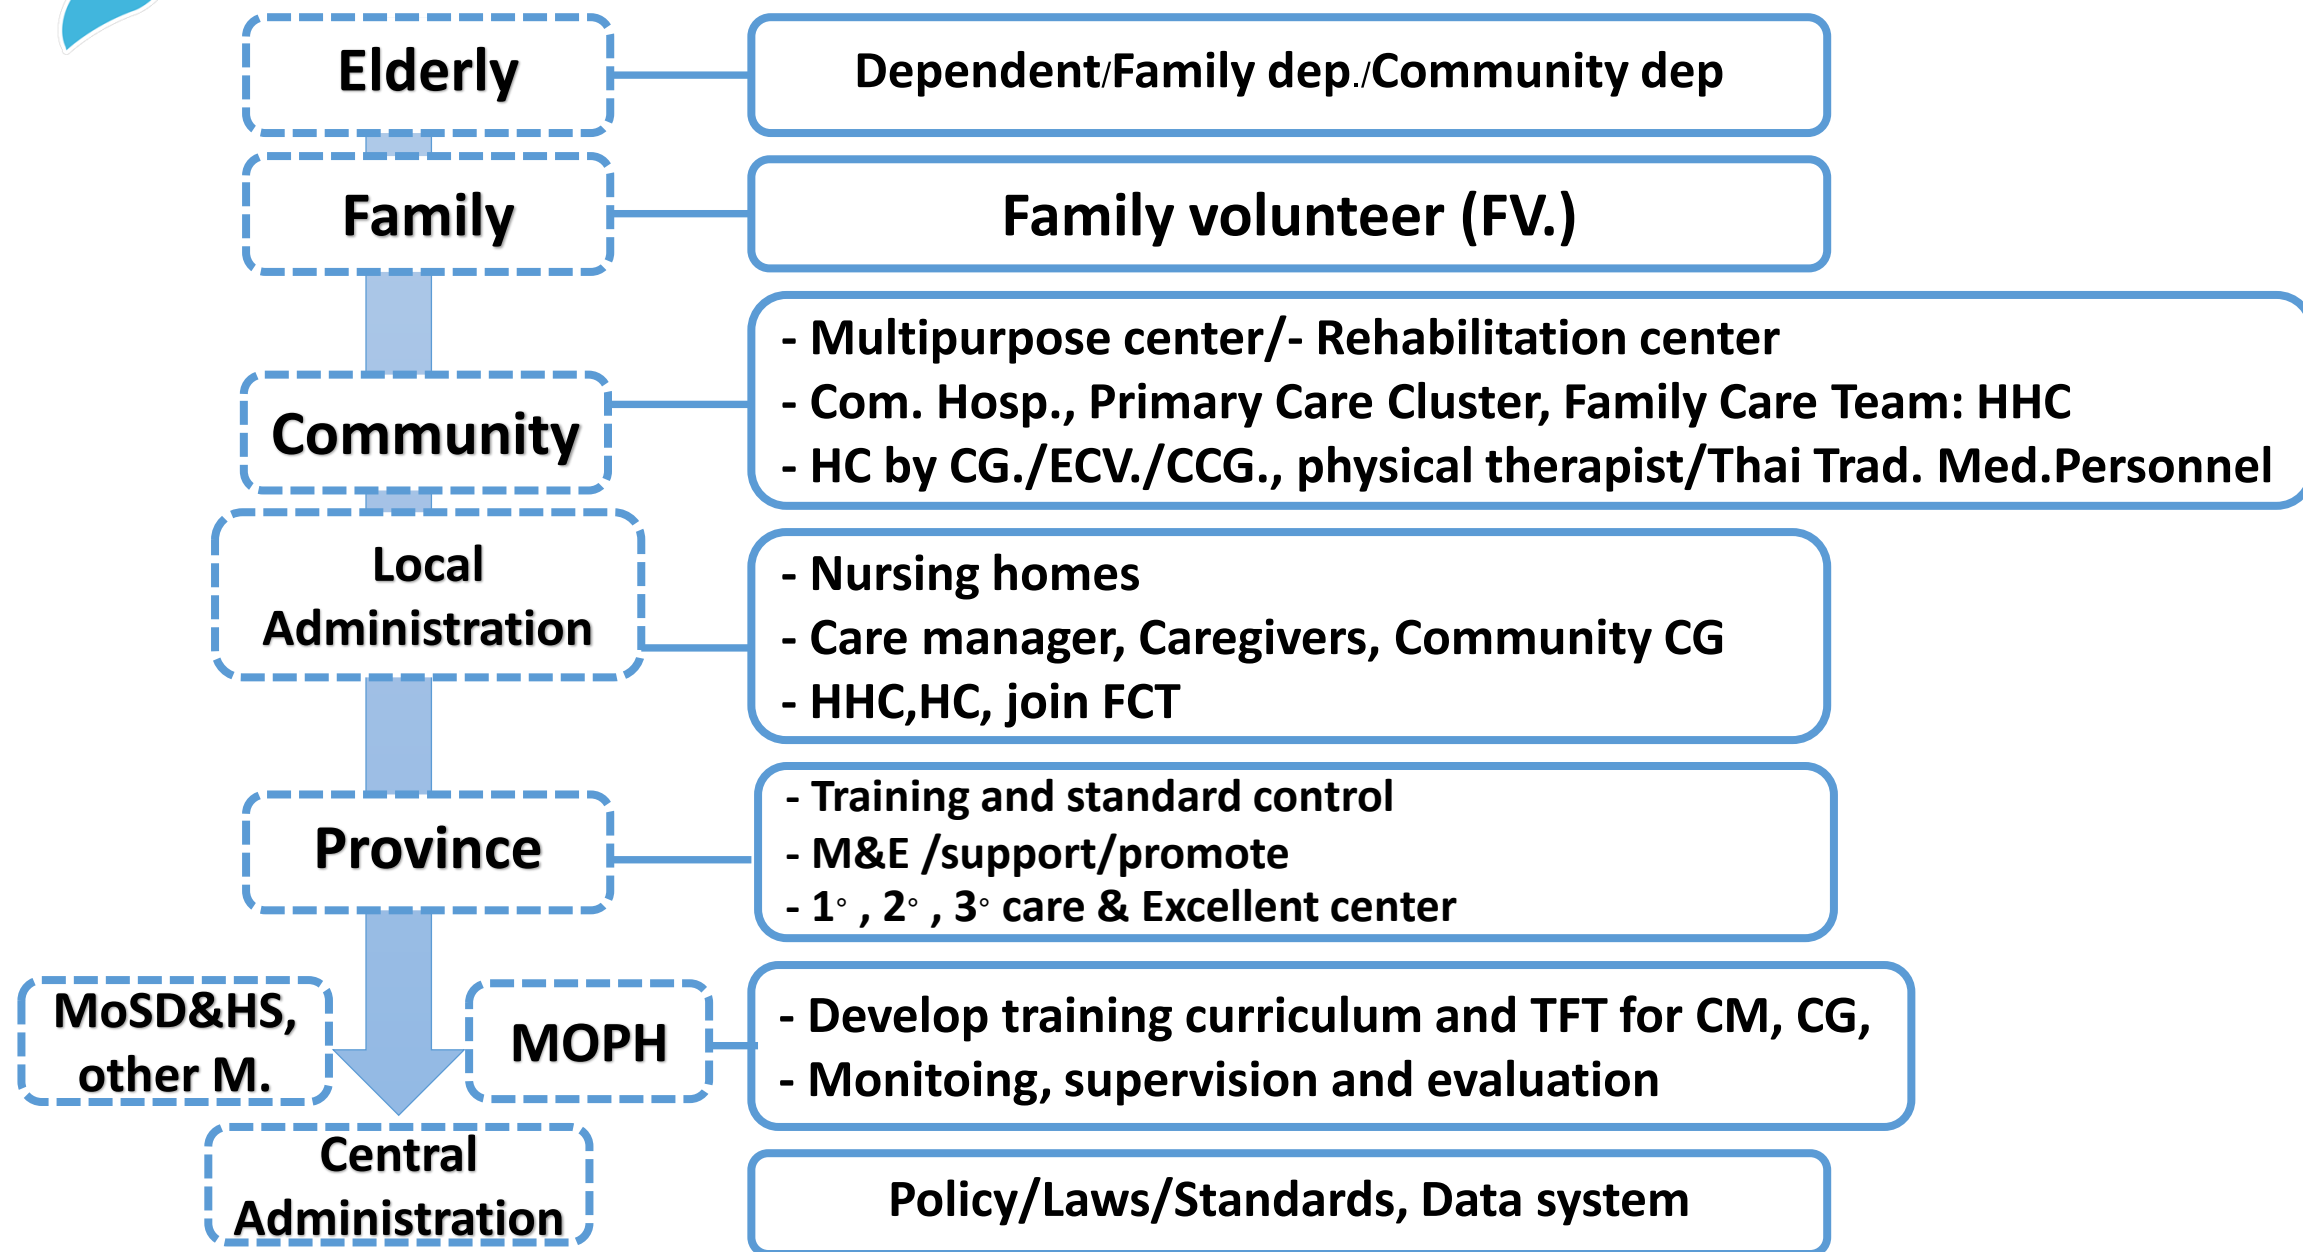 Elderly
Dependent/Family dep./Community dep
Family
Family volunteer (FV.)
Community
- Multipurpose center/- Rehabilitation center
- Com. Hosp., Primary Care Cluster, Family Care Team: HHC
- HC by CG./ECV./CCG., physical therapist/Thai Trad. Med.Personnel
Local
Administration
- Nursing homes
- Care manager, Caregivers, Community CG
- HHC,HC, join FCT
Province
- Training and standard control
- M&E /support/promote
- 1° , 2° , 3° care & Excellent center
MoSD&HS,
other M.
MOPH
- Develop training curriculum and TFT for CM, CG,
- Monitoing, supervision and evaluation
Central
Administration
Policy/Laws/Standards, Data system